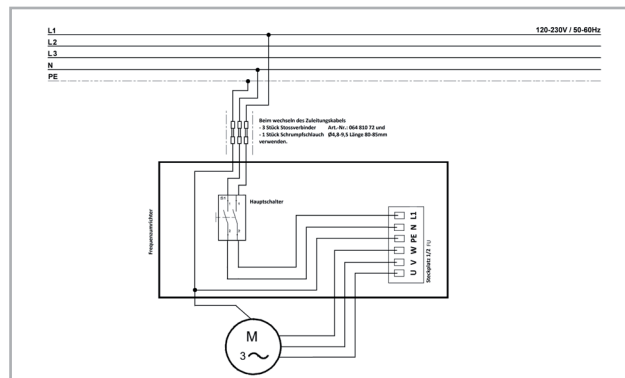 L1
120-230V / 50-60Hz
L2
L3
N
PE
Beim wechseln des Zuleitungskabels
- 3 Stück Stossverbinder Art.-Nr.: 064 810 72 und
- 1 Stück Schrumpfschlauch Ø4,8-9,5 Länge 80-85mm
verwenden.
Hauptschalter
Frequenzumrichter
L1
N
PE
W
V
U
Steckplatz 1/2 FU
M
3